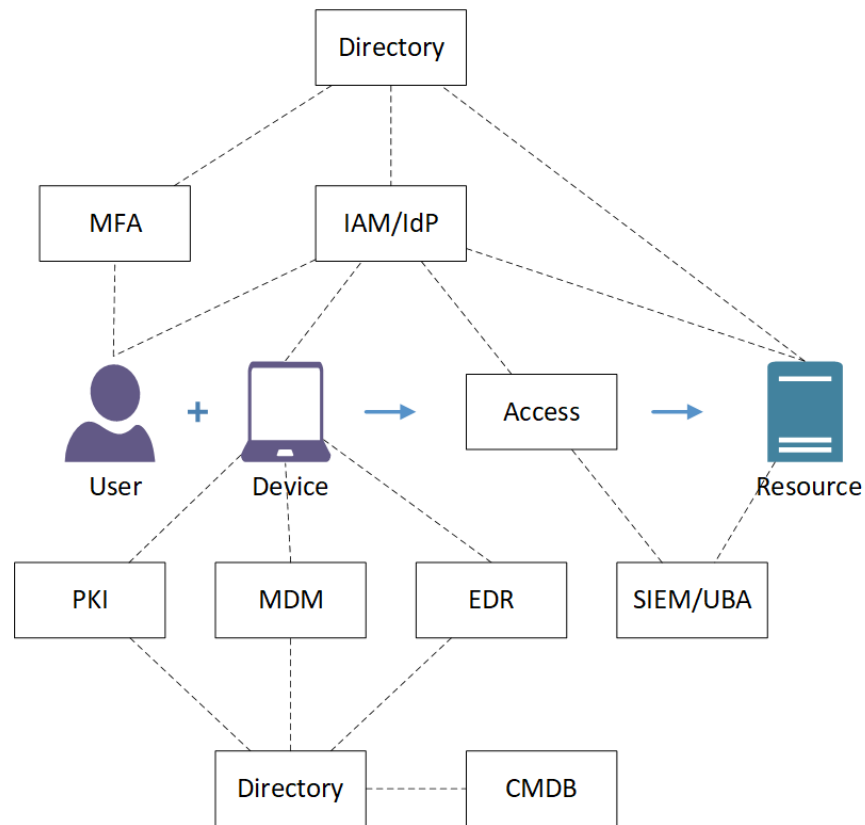 Directory
MFA
IAM/IdP
+
Access
User
Device
Resource
PKI
MDM
EDR
SIEM/UBA
Directory
CMDB